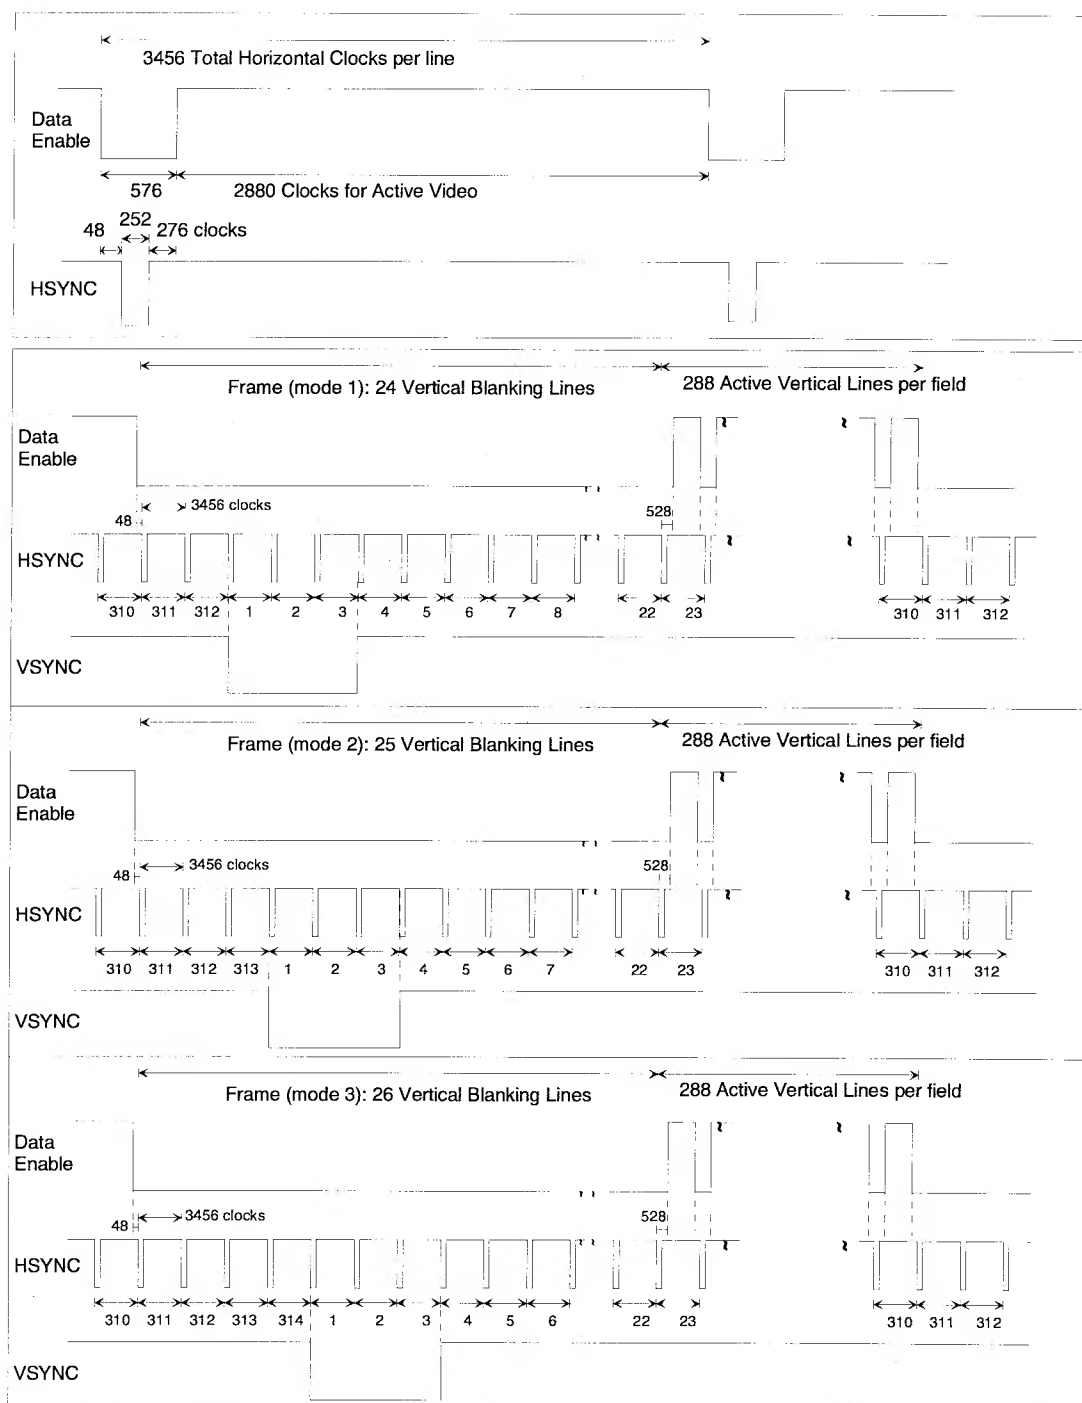 3456 Total Horizontal Clocks per line
Data
Enable
576
2880 Clocks for Active Video
48
252
276 clocks
HSYNC
Frame (mode 1): 24 Vertical Blanking Lines
288 Active Vertical Lines per field
Data
Enable
3456 clocks
48
528
HSYNC
310 311 312 1 2 3 4 5 6 7 8 22 23 310 311 312
VSYNC
Frame (mode 2): 25 Vertical Blanking Lines
288 Active Vertical Lines per field
Data
Enable
3456 clocks
48
528
HSYNC
310 311 312 313 1 2 3 4 5 6 7 22 23 310 311 312
VSYNC
Frame (mode 3): 26 Vertical Blanking Lines
288 Active Vertical Lines per field
Data
Enable
3456 clocks
48
528
HSYNC
310 311 312 313 314 1 2 3 4 5 6 22 23 310 311 312
VSYNC